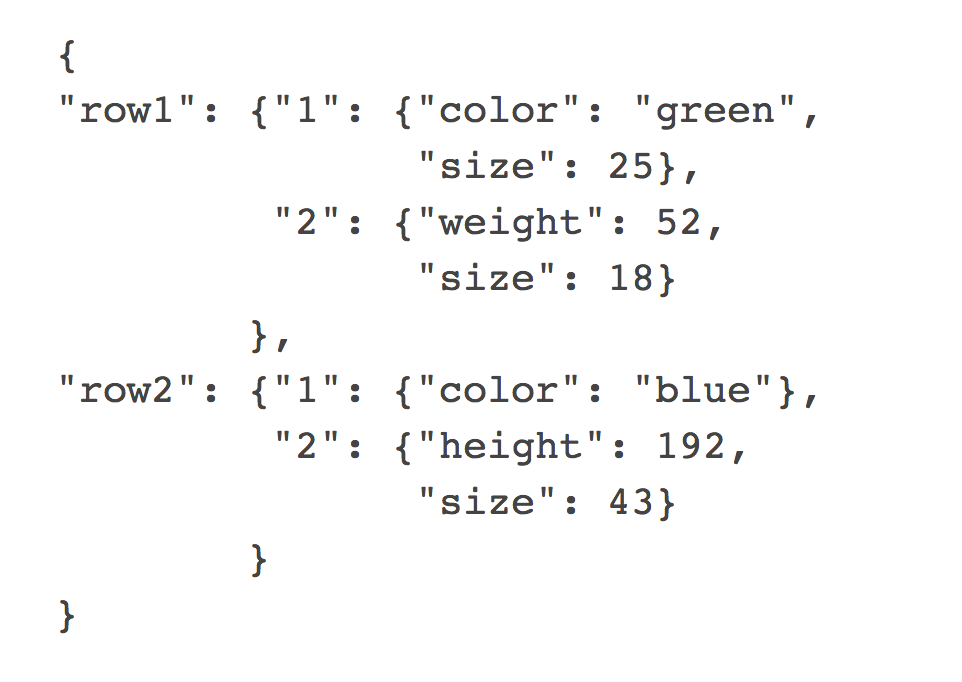 {
"row1": {"1": {"color": "green",
               "size": 25},
         "2": {"weight": 52,
               "size": 18}
        },
"row2": {"1": {"color": "blue"},
         "2": {"height": 192,
               "size": 43}
        }
}